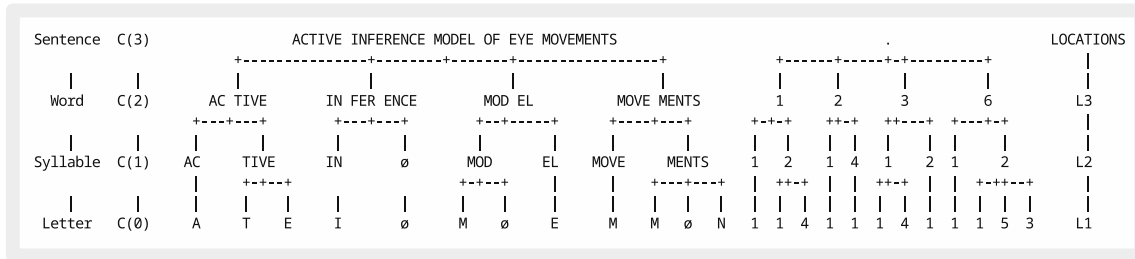 Sentence C(3) ACTIVE INFERENCE MODEL OF EYE MOVEMENTS . LOCATIONS
Word C(2) AC TIVE IN FER ENCE MOD EL MOVE MENTS 1 2 3 6 L3
Syllable C(1) AC TIVE IN ø MOD EL MOVE MENTS 1 2 1 4 1 2 1 2 L2
Letter C(0) A T E I ø M ø E M M ø N 1 1 4 1 1 1 4 1 1 1 5 3 L1